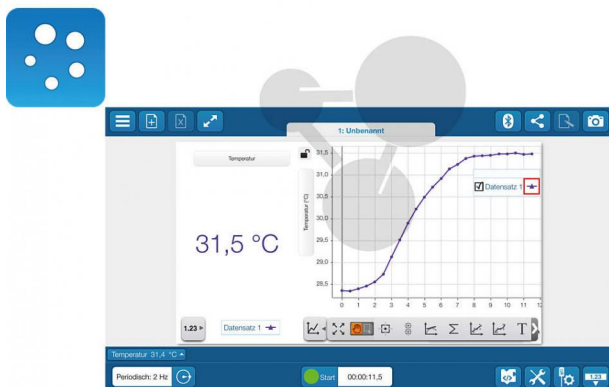 1: Unbenannt
Temperatur
31,5 °C
1.23
Datensatz 1
Temperatur (°C)
31,5
31,0
30,5
30,0
29,5
29,0
28,5
0 1 2 3 4 5 6 7 8 9 10 11 12
Datensatz 1
Σ
T
Temperatur 31,4 °C
Periodisch: 2 Hz
Start
00:00:11,5
1.23